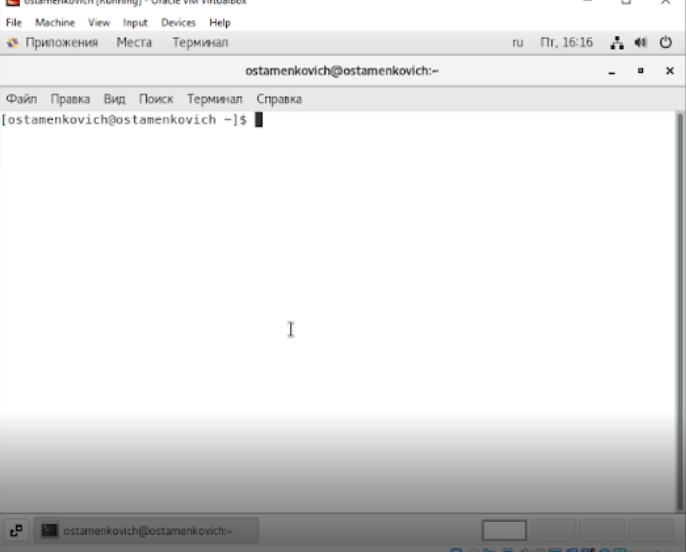 ostamenkovich [Running] - Oracle VM VirtualBox
File Machine View Input Devices Help
Приложения Места Терминал ru Пт, 16:16
ostamenkovich@ostamenkovich:~
Файл Правка Вид Поиск Терминал Справка
[ostamenkovich@ostamenkovich ~]$
ostamenkovich@ostamenkovich:~